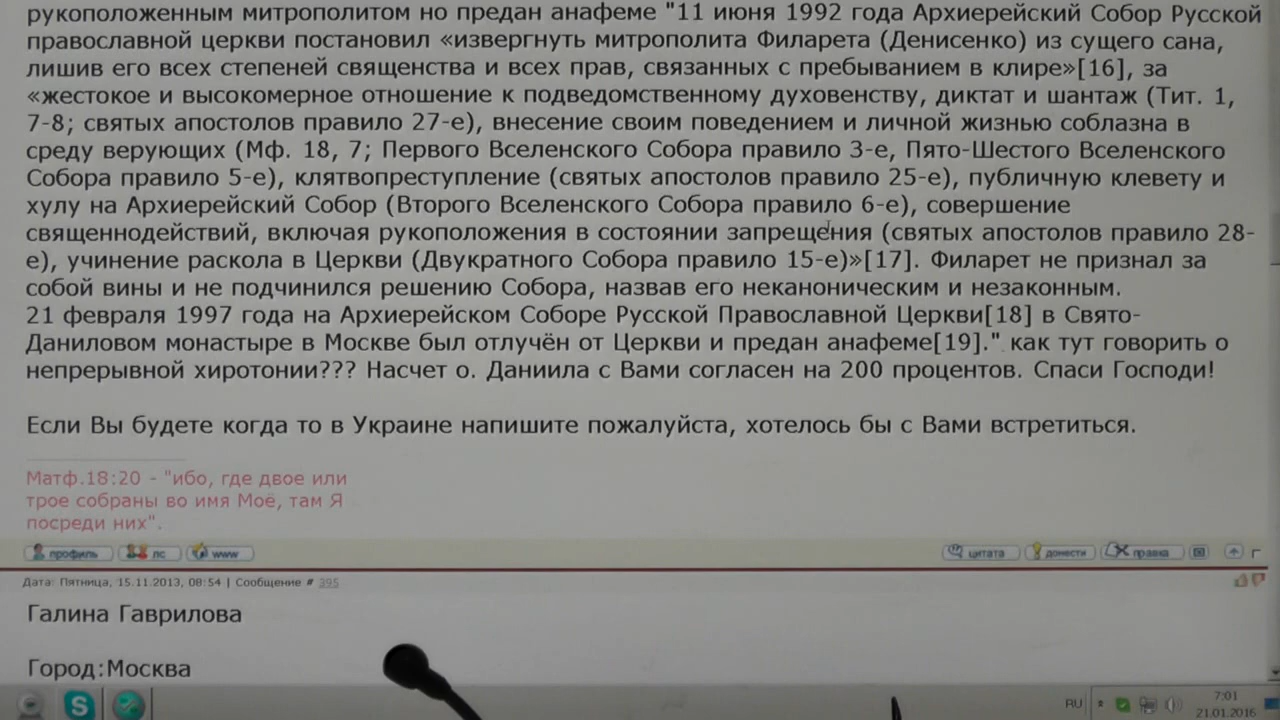 рукоположенным митрополитом но предан анафеме "11 июня 1992 года Архиерейский Собор Русской
православной церкви постановил «извергнуть митрополита Филарета (Денисенко) из сущего сана,
лишив его всех степеней священства и всех прав, связанных с пребыванием в клире»[16], за
«жестокое и высокомерное отношение к подведомственному духовенству, диктат и шантаж (Тит. 1,
7-8; святых апостолов правило 27-е), внесение своим поведением и личной жизнью соблазна в
среду верующих (Мф. 18, 7; Первого Вселенского Собора правило 3-е, Пято-Шестого Вселенского
Собора правило 5-е), клятвопреступление (святых апостолов правило 25-е), публичную клевету и
хулу на Архиерейский Собор (Второго Вселенского Собора правило 6-е), совершение
священнодействий, включая рукоположения в состоянии запрещения (святых апостолов правило 28-
е), учинение раскола в Церкви (Двукратного Собора правило 15-е)»[17]. Филарет не признал за
собой вины и не подчинился решению Собора, назвав его неканоническим и незаконным.
21 февраля 1997 года на Архиерейском Соборе Русской Православной Церкви[18] в Свято-
Даниловом монастыре в Москве был отлучён от Церкви и предан анафеме[19]." как тут говорить о
непрерывной хиротонии??? Насчет о. Даниила с Вами согласен на 200 процентов. Спаси Господи!
Если Вы будете когда то в Украине напишите пожалуйста, хотелось бы с Вами встретиться.
Матф.18:20 - "ибо, где двое или
трое собраны во имя Моё, там Я
посреди них".
профиль лс www цитата донести правка
Дата: Пятница, 15.11.2013, 08:54 | Сообщение # 395
Галина Гаврилова
Город:Москва
RU 7:01
21.01.2016